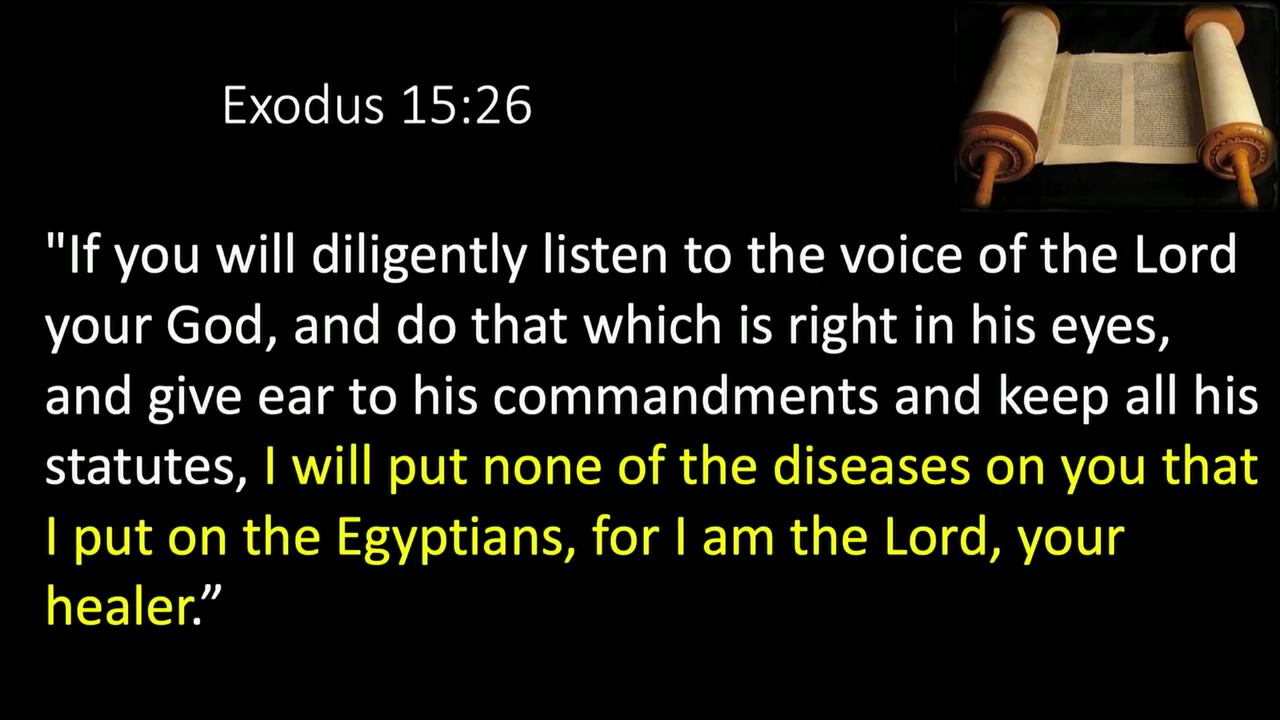 Exodus 15:26
"If you will diligently listen to the voice of the Lord
your God, and do that which is right in his eyes,
and give ear to his commandments and keep all his
statutes, I will put none of the diseases on you that
I put on the Egyptians, for I am the Lord, your
healer.”